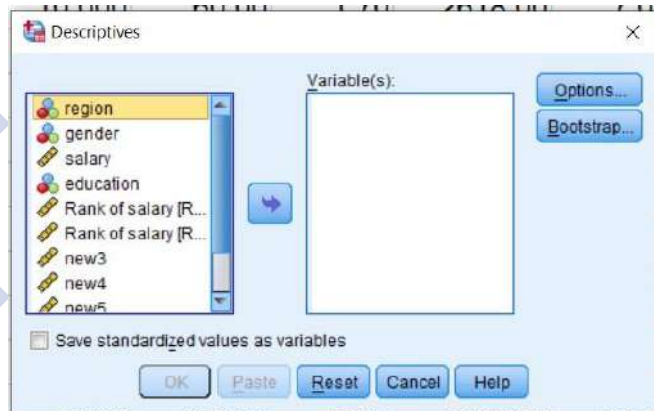 Descriptives
Variable(s):
region
gender
salary
education
Rank of salary [R...
Rank of salary [R...
new3
new4
new5
Options...
Bootstrap...
Save standardized values as variables
OK
Paste
Reset
Cancel
Help